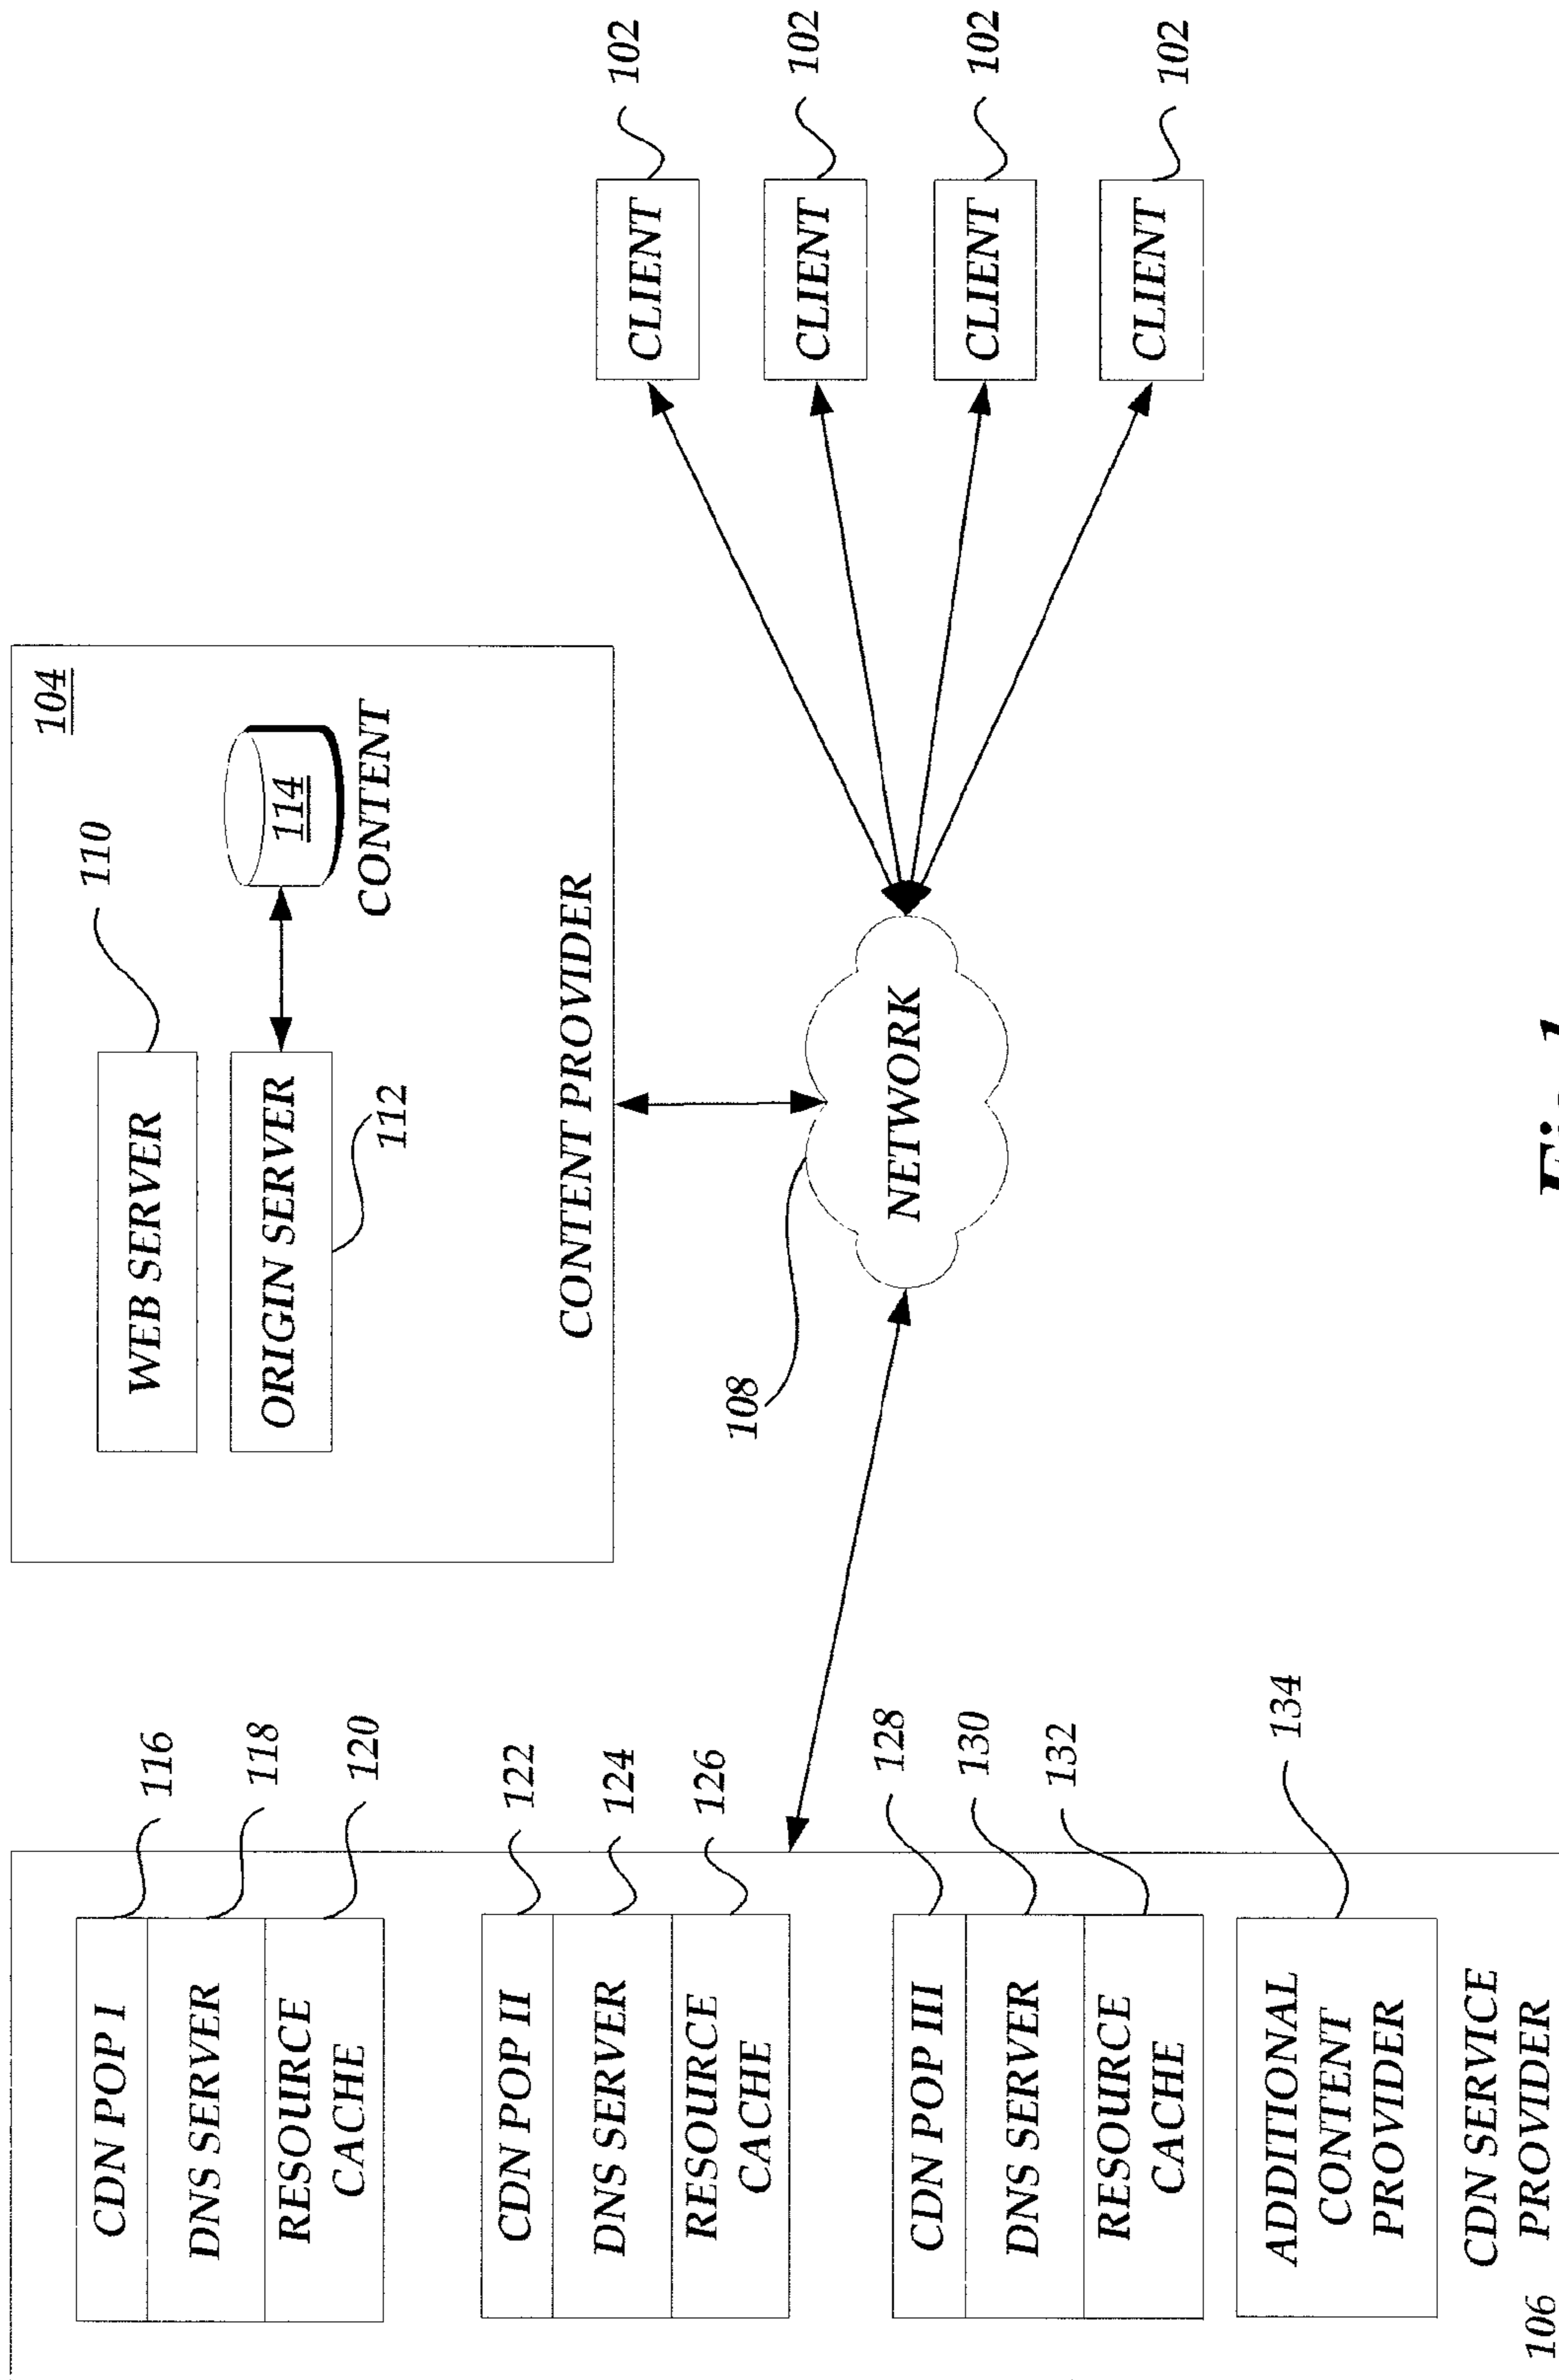 104
WEB SERVER
110
ORIGIN SERVER
112
114
CONTENT
CONTENT PROVIDER
CDN POP I
116
DNS SERVER
118
RESOURCE
CACHE
120
CDN POP II
122
DNS SERVER
124
RESOURCE
CACHE
126
CDN POP III
128
DNS SERVER
130
RESOURCE
CACHE
132
ADDITIONAL
CONTENT
PROVIDER
134
CDN SERVICE
PROVIDER
106
108
NETWORK
CLIENT
102
CLIENT
102
CLIENT
102
CLIENT
102